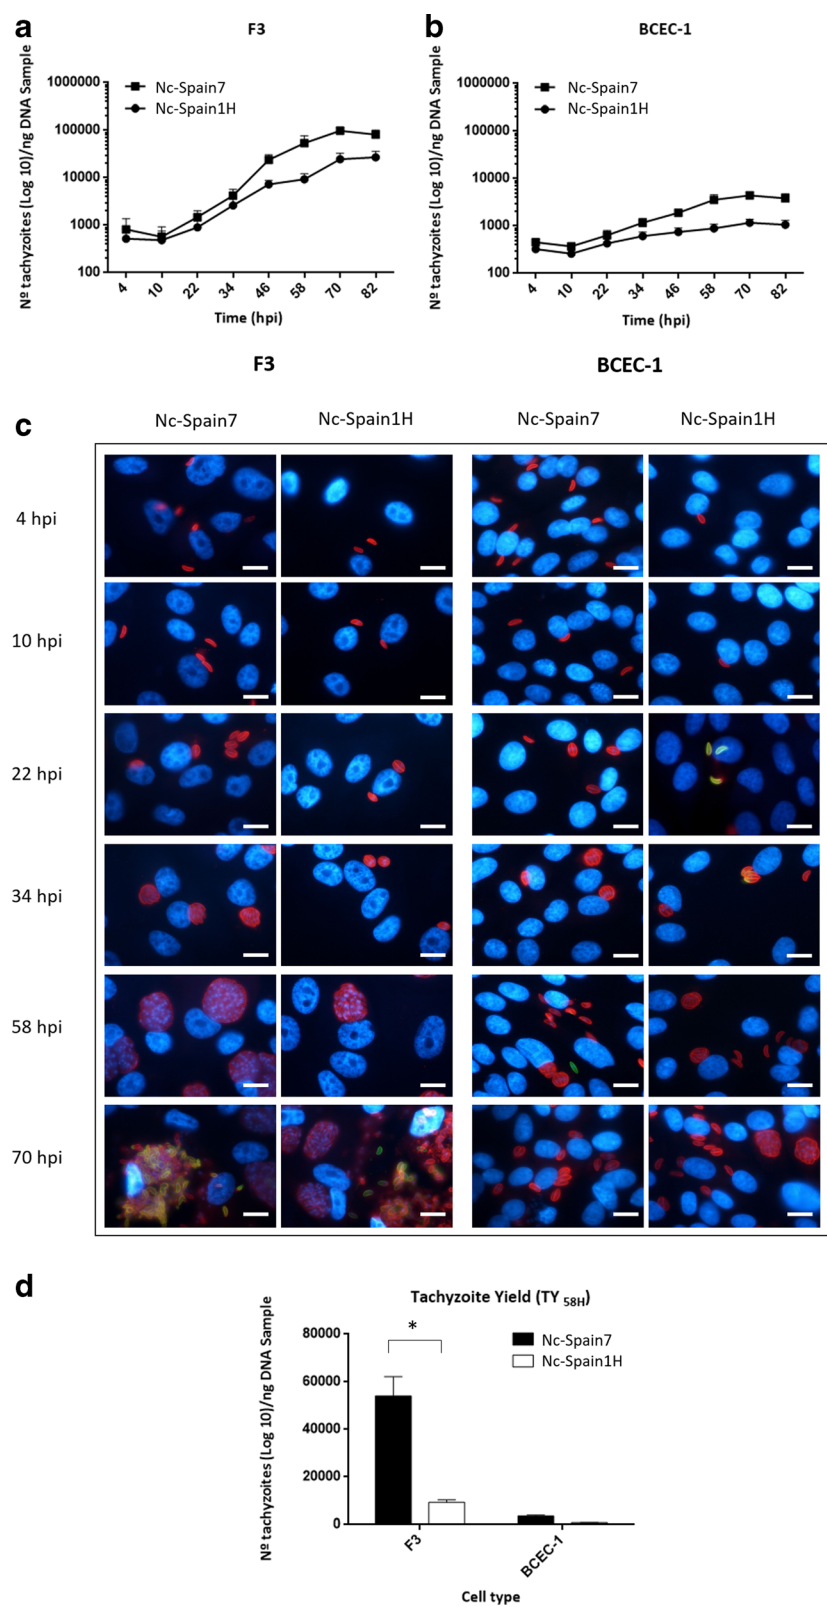 a
F3
Nº tachyzoites (Log 10)/ng DNA Sample
1000000
100000
10000
1000
100
Nc-Spain7
Nc-Spain1H
4 10 22 34 46 58 70 82
Time (hpi)
b
BCEC-1
Nº tachyzoites (Log 10)/ng DNA Sample
1000000
100000
10000
1000
100
Nc-Spain7
Nc-Spain1H
4 10 22 34 46 58 70 82
Time (hpi)
F3 BCEC-1
c
Nc-Spain7 Nc-Spain1H Nc-Spain7 Nc-Spain1H
4 hpi
10 hpi
22 hpi
34 hpi
58 hpi
70 hpi
d
Tachyzoite Yield (TY 58H)
Nº tachyzoites (Log 10)/ng DNA Sample
80000
60000
40000
20000
0
*
Nc-Spain7
Nc-Spain1H
F3 BCEC-1
Cell type